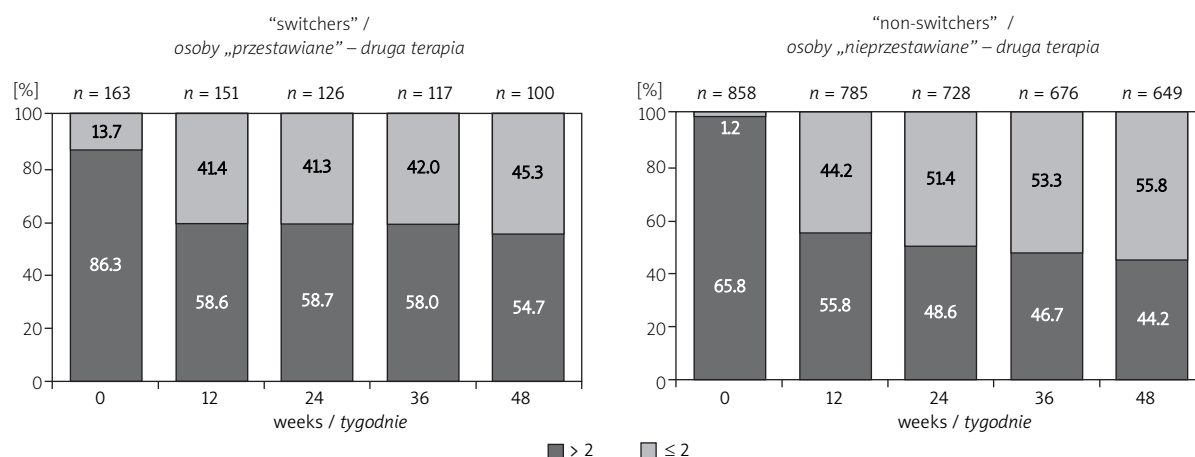 “switchers” /
osoby „przestawiane” – druga terapia
[%] n = 163 n = 151 n = 126 n = 117 n = 100
100
80
60
40
20
0
13.7 41.4 41.3 42.0 45.3
86.3 58.6 58.7 58.0 54.7
0 12 24 36 48
weeks / tygodnie
“non-switchers” /
osoby „nieprzestawiane” – druga terapia
[%] n = 858 n = 785 n = 728 n = 676 n = 649
100
80
60
40
20
0
1.2 44.2 51.4 53.3 55.8
65.8 55.8 48.6 46.7 44.2
0 12 24 36 48
weeks / tygodnie
> 2 ≤ 2